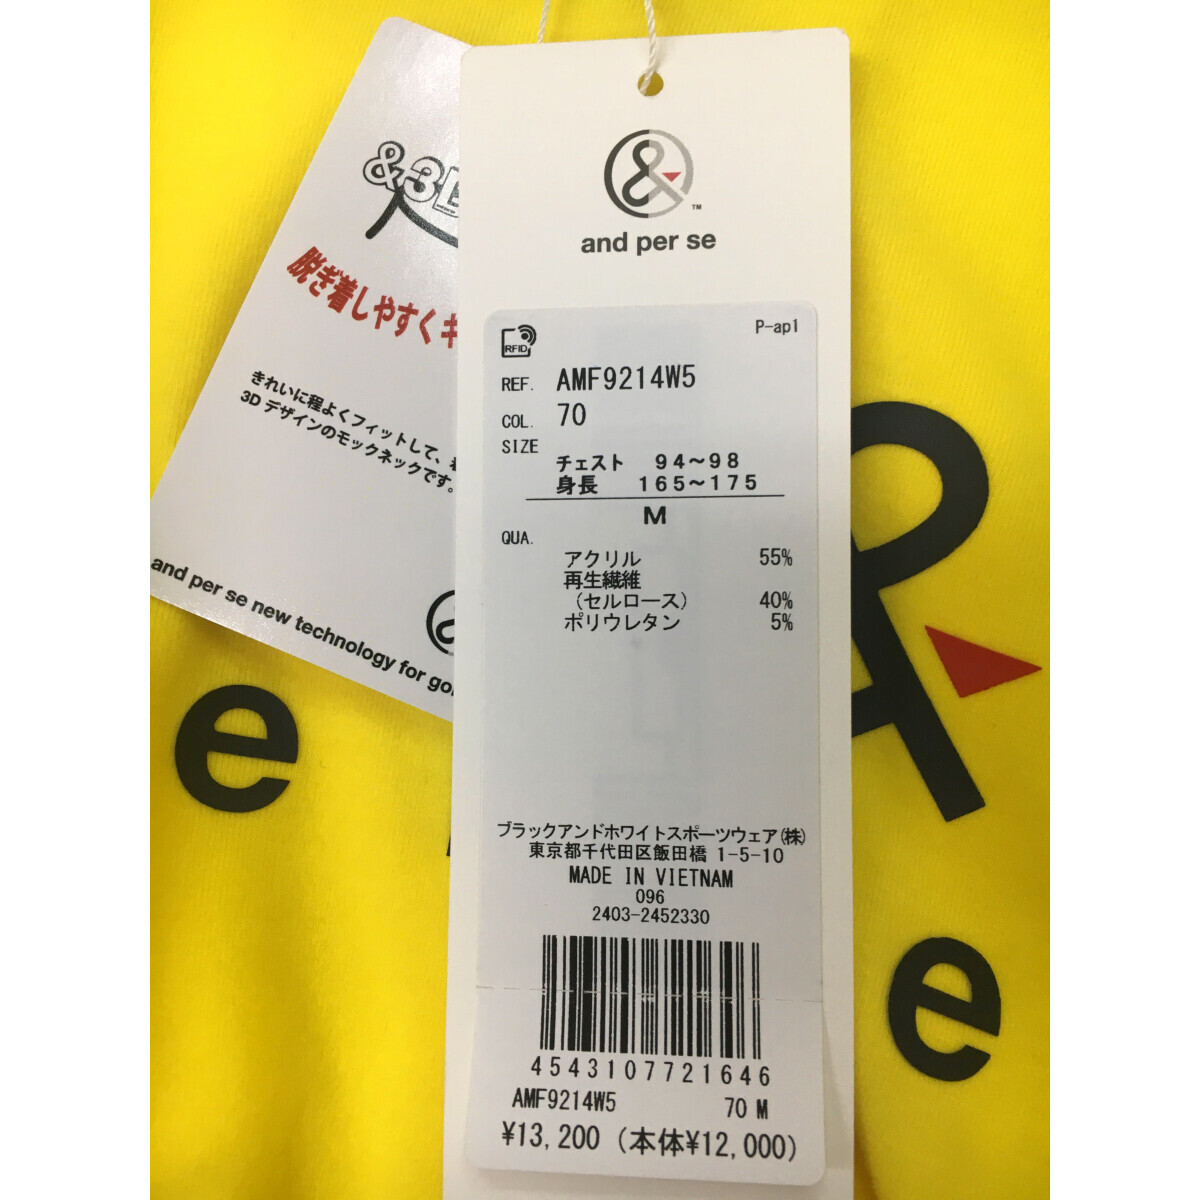 &3D
脱ぎ着しやすく
きれいに程よくフィットして、
3Dデザインのモックネックです。
and per se new technology for gol
and per se
™
P-ap1
RFID
REF. AMF9214W5
COL. 70
SIZE
チェスト 94～98
身長 165～175
M
QUA.
アクリル 55%
再生繊維
(セルロース) 40%
ポリウレタン 5%
ブラックアンドホワイトスポーツウェア(株)
東京都千代田区飯田橋 1-5-10
MADE IN VIETNAM
096
2403-2452330
4543107721646
AMF9214W5 70 M
¥13,200 (本体¥12,000)
e
e